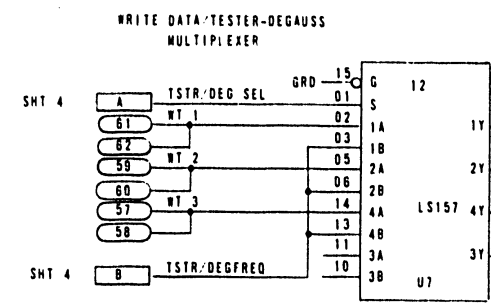 WRITE DATA/TESTER-DEGAUSS
MULTIPLEXER
GRD 15 G 12
SHT 4 A TSTR/DEG SEL 01 S
61 WT 1 02 1A 1Y
62 03 1B
59 WT 2 05 2A 2Y
60 06 2B
57 WT 3 14 4A LS157 4Y
58 13 4B
11 3A 3Y
SHT 4 B TSTR/DEGFREQ 10 3B U7